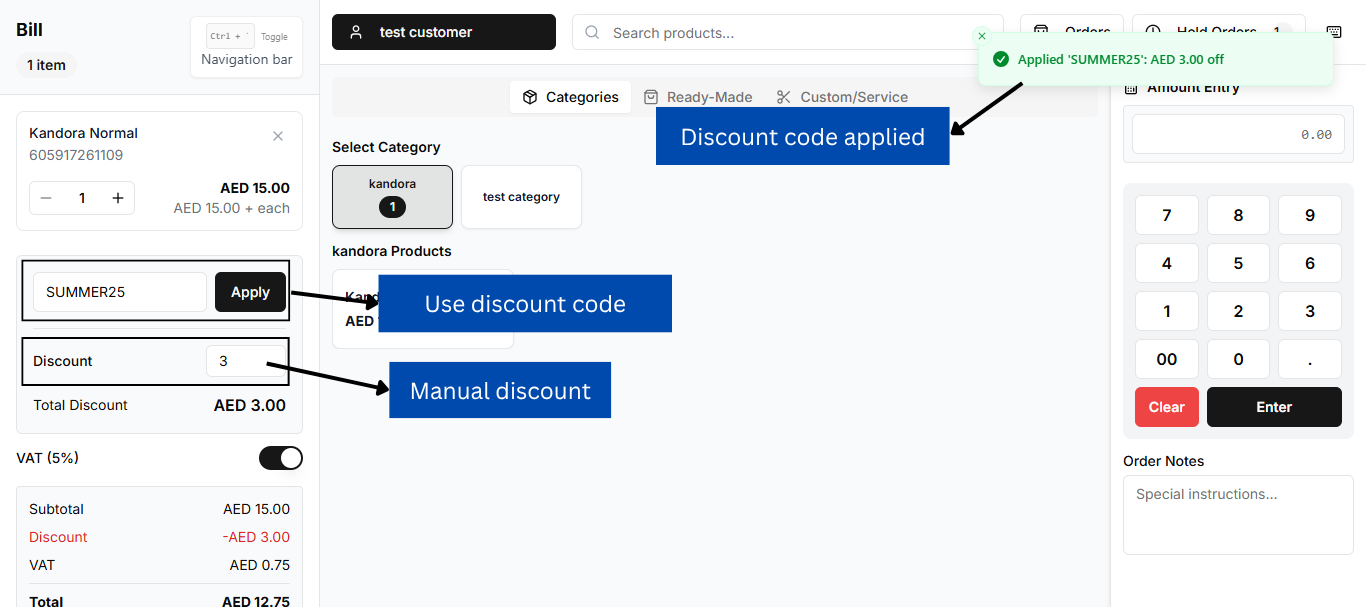 Bill
1 item
Ctrl + ` Toggle
Navigation bar
Kandora Normal
605917261109
1
AED 15.00
AED 15.00 + each
SUMMER25
Apply
Discount
3
Total Discount
AED 3.00
VAT (5%)
Subtotal
AED 15.00
Discount
-AED 3.00
VAT
AED 0.75
Total
AED 12.75
test customer
Search products...
Orders
Held Orders
1
Applied 'SUMMER25': AED 3.00 off
Categories
Ready-Made
Custom/Service
Discount code applied
Select Category
kandora
1
test category
kandora Products
AED
Use discount code
Manual discount
Amount Entry
0.00
7
8
9
4
5
6
1
2
3
00
0
.
Clear
Enter
Order Notes
Special instructions...